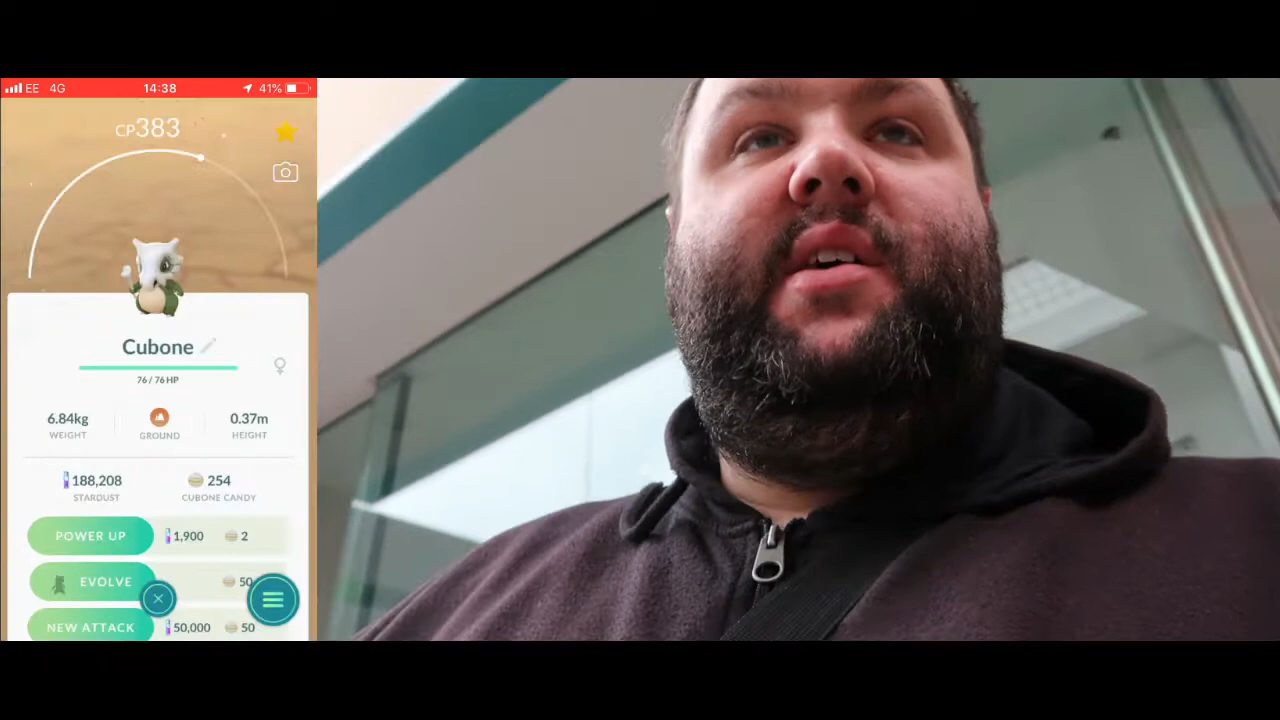 EE 4G 14:38 41%
CP383
Cubone
76 / 76 HP
6.84kg 0.37m
WEIGHT GROUND HEIGHT
188,208 254
STARDUST CUBONE CANDY
POWER UP 1,900 2
EVOLVE 50
NEW ATTACK 50,000 50